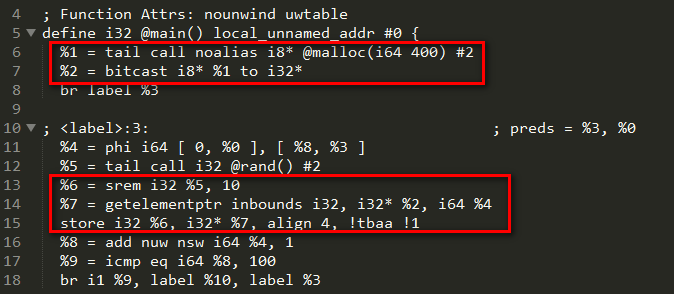 4 ; Function Attrs: nounwind uwtable
5 define i32 @main() local_unnamed_addr #0 {
6 %1 = tail call noalias i8* @malloc(i64 400) #2
7 %2 = bitcast i8* %1 to i32*
8 br label %3
9
10 ; <label>:3: ; preds = %3, %0
11 %4 = phi i64 [ 0, %0 ], [ %8, %3 ]
12 %5 = tail call i32 @rand() #2
13 %6 = srem i32 %5, 10
14 %7 = getelementptr inbounds i32, i32* %2, i64 %4
15 store i32 %6, i32* %7, align 4, !tbaa !1
16 %8 = add nuw nsw i64 %4, 1
17 %9 = icmp eq i64 %8, 100
18 br i1 %9, label %10, label %3